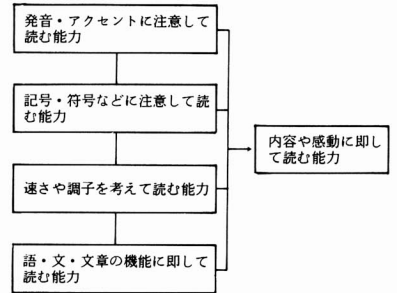 発音・アクセントに注意して
読む能力
記号・符号などに注意して読
む能力
速さや調子を考えて読む能力
語・文・文章の機能に即して
読む能力
内容や感動に即し
て読む能力